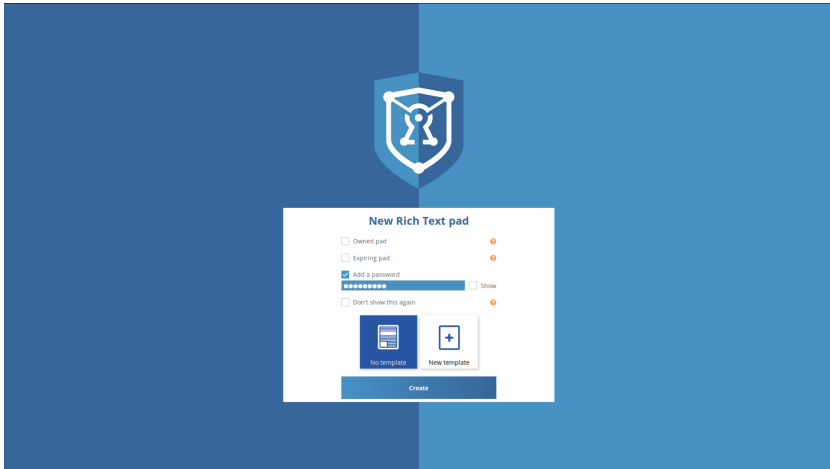 New Rich Text pad
Owned pad
Expiring pad
Add a password
Show
Don't show this again
No template
New template
Create